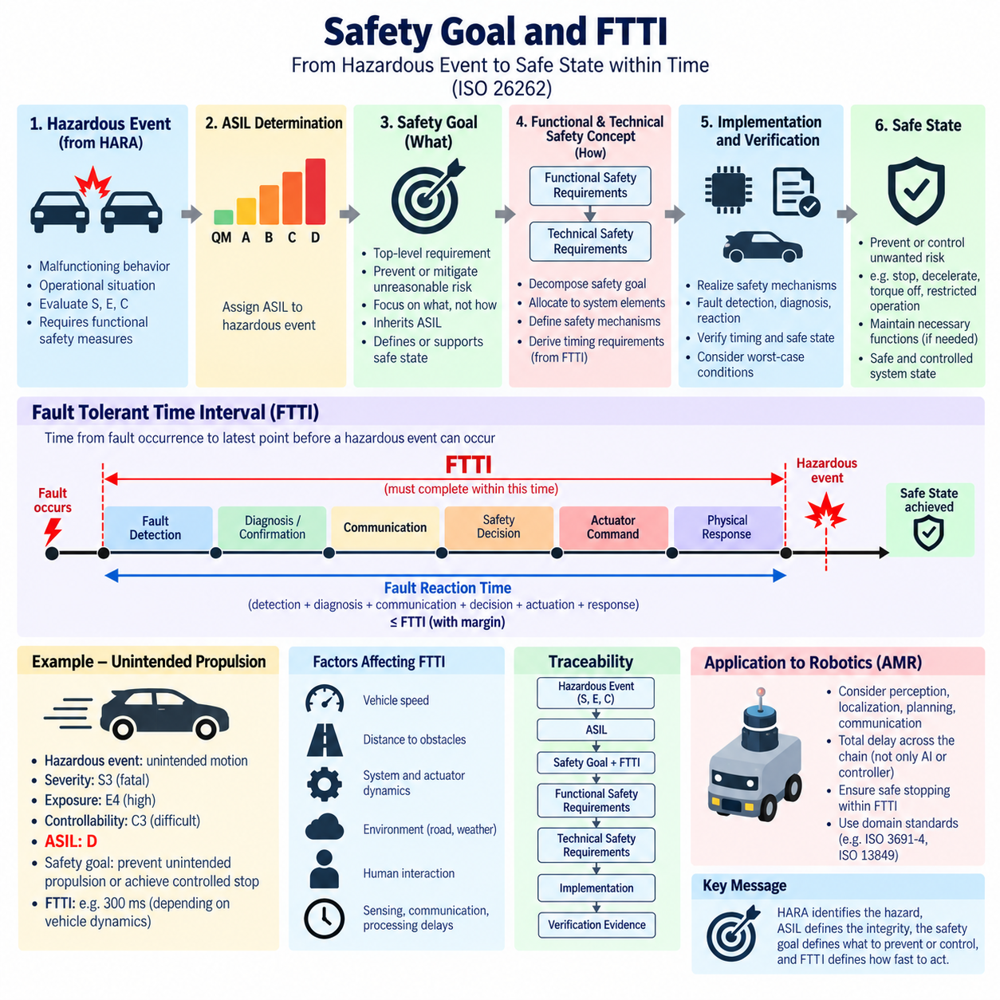 Safety Goal and FTTI
From Hazardous Event to Safe State within Time
(ISO 26262)
1. Hazardous Event
(from HARA)
• Malfunctioning behavior
• Operational situation
• Evaluate S, E, C
• Requires functional
safety measures
2. ASIL Determination
QM A B C D
Assign ASIL to
hazardous event
3. Safety Goal
(What)
• Top-level requirement
• Prevent or mitigate
unreasonable risk
• Focus on what, not how
• Inherits ASIL
• Defines or supports
safe state
4. Functional & Technical
Safety Concept
(How)
Functional Safety
Requirements
Technical Safety
Requirements
• Decompose safety goal
• Allocate to system elements
• Define safety mechanisms
• Derive timing requirements
(from FTTI)
5. Implementation
and Verification
• Realize safety mechanisms
• Fault detection, diagnosis,
reaction
• Verify timing and safe state
• Consider worst-case
conditions
6. Safe State
• Prevent or control
unwanted risk
• e.g. stop, decelerate,
torque off, restricted
operation
• Maintain necessary
functions (if needed)
• Safe and controlled
system state
Fault Tolerant Time Interval (FTTI)
Time from fault occurrence to latest point before a hazardous event can occur
FTTI
(must complete within this time)
Fault
occurs
Fault
Detection
Diagnosis /
Confirmation
Communication
Safety
Decision
Actuator
Command
Physical
Response
Hazardous
event
Safe State
achieved
Fault Reaction Time
(detection + diagnosis + communication + decision + actuation + response)
≤ FTTI (with margin)
Example – Unintended Propulsion
• Hazardous event: unintended motion
• Severity: S3 (fatal)
• Exposure: E4 (high)
• Controllability: C3 (difficult)
• ASIL: D
• Safety goal: prevent unintended
propulsion or achieve controlled stop
• FTTI: e.g. 300 ms (depending on
vehicle dynamics)
Factors Affecting FTTI
Vehicle speed
Distance to obstacles
System and actuator
dynamics
Environment (road, weather)
Human interaction
Sensing, communication,
processing delays
Traceability
Hazardous Event
(S, E, C)
ASIL
Safety Goal + FTTI
Functional Safety
Requirements
Technical Safety
Requirements
Implementation
Verification Evidence
Application to Robotics (AMR)
• Consider perception,
localization, planning,
communication
• Total delay across the
chain (not only AI or
controller)
• Ensure safe stopping
within FTTI
• Use domain standards
(e.g. ISO 3691-4,
ISO 13849)
Key Message
HARA identifies the hazard,
ASIL defines the integrity, the safety
goal defines what to prevent or control,
and FTTI defines how fast to act.